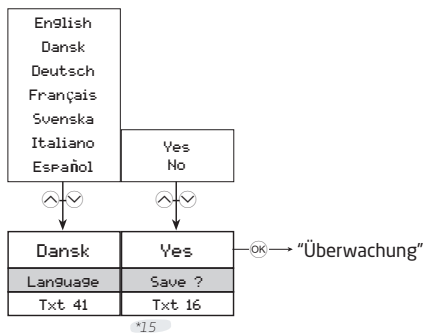 English
Dansk
Deutsch
Français
Svenska
Italiano
Español
Yes
No
Dansk
Yes
OK
"Überwachung"
Language
Save ?
Txt 41
Txt 16
*15